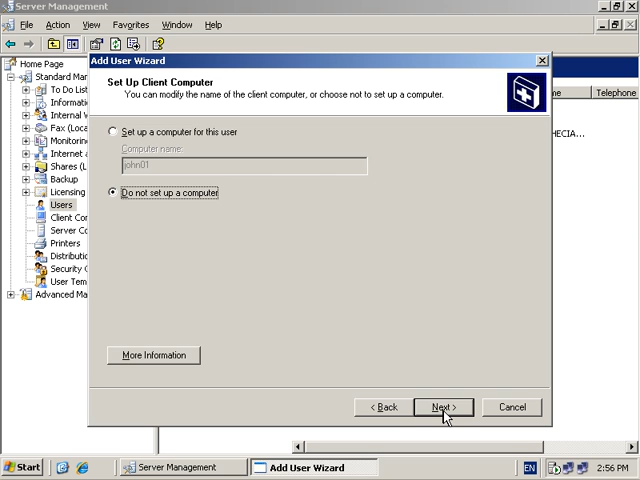 Server Management
File Action View Favorites Window Help
Home Page
Standard Mar
To Do List
Informati
Internal W
Fax (Loca
Monitorin
Internet a
Shares (L
Backup
Licensing
Users
Client Cor
Server Co
Printers
Distributio
Security G
User Tem
Advanced Ma
me Telephone
HECIA...
Add User Wizard
Set Up Client Computer
You can modify the name of the client computer, or choose not to set up a computer.
Set up a computer for this user
Computer name:
john01
Do not set up a computer
More Information
< Back Next > Cancel
Start Server Management Add User Wizard EN 2:56 PM